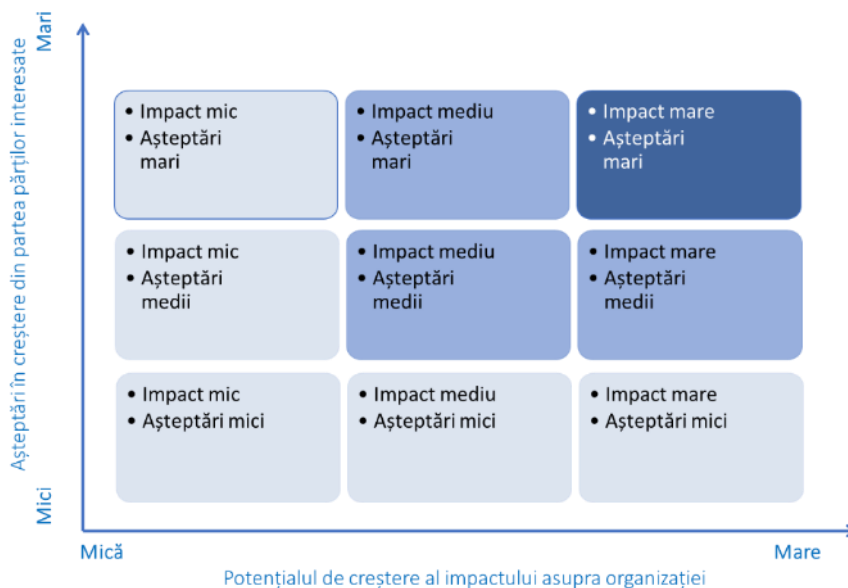 Mari
Așteptări în creștere din partea părților interesate
Mici
• Impact mic
• Așteptări
mari
• Impact mediu
• Așteptări
mari
• Impact mare
• Așteptări
mari
• Impact mic
• Așteptări
medii
• Impact mediu
• Așteptări
medii
• Impact mare
• Așteptări
medii
• Impact mic
• Așteptări mici
• Impact mediu
• Așteptări mici
• Impact mare
• Așteptări mici
Mică
Mare
Potențialul de creștere al impactului asupra organizației